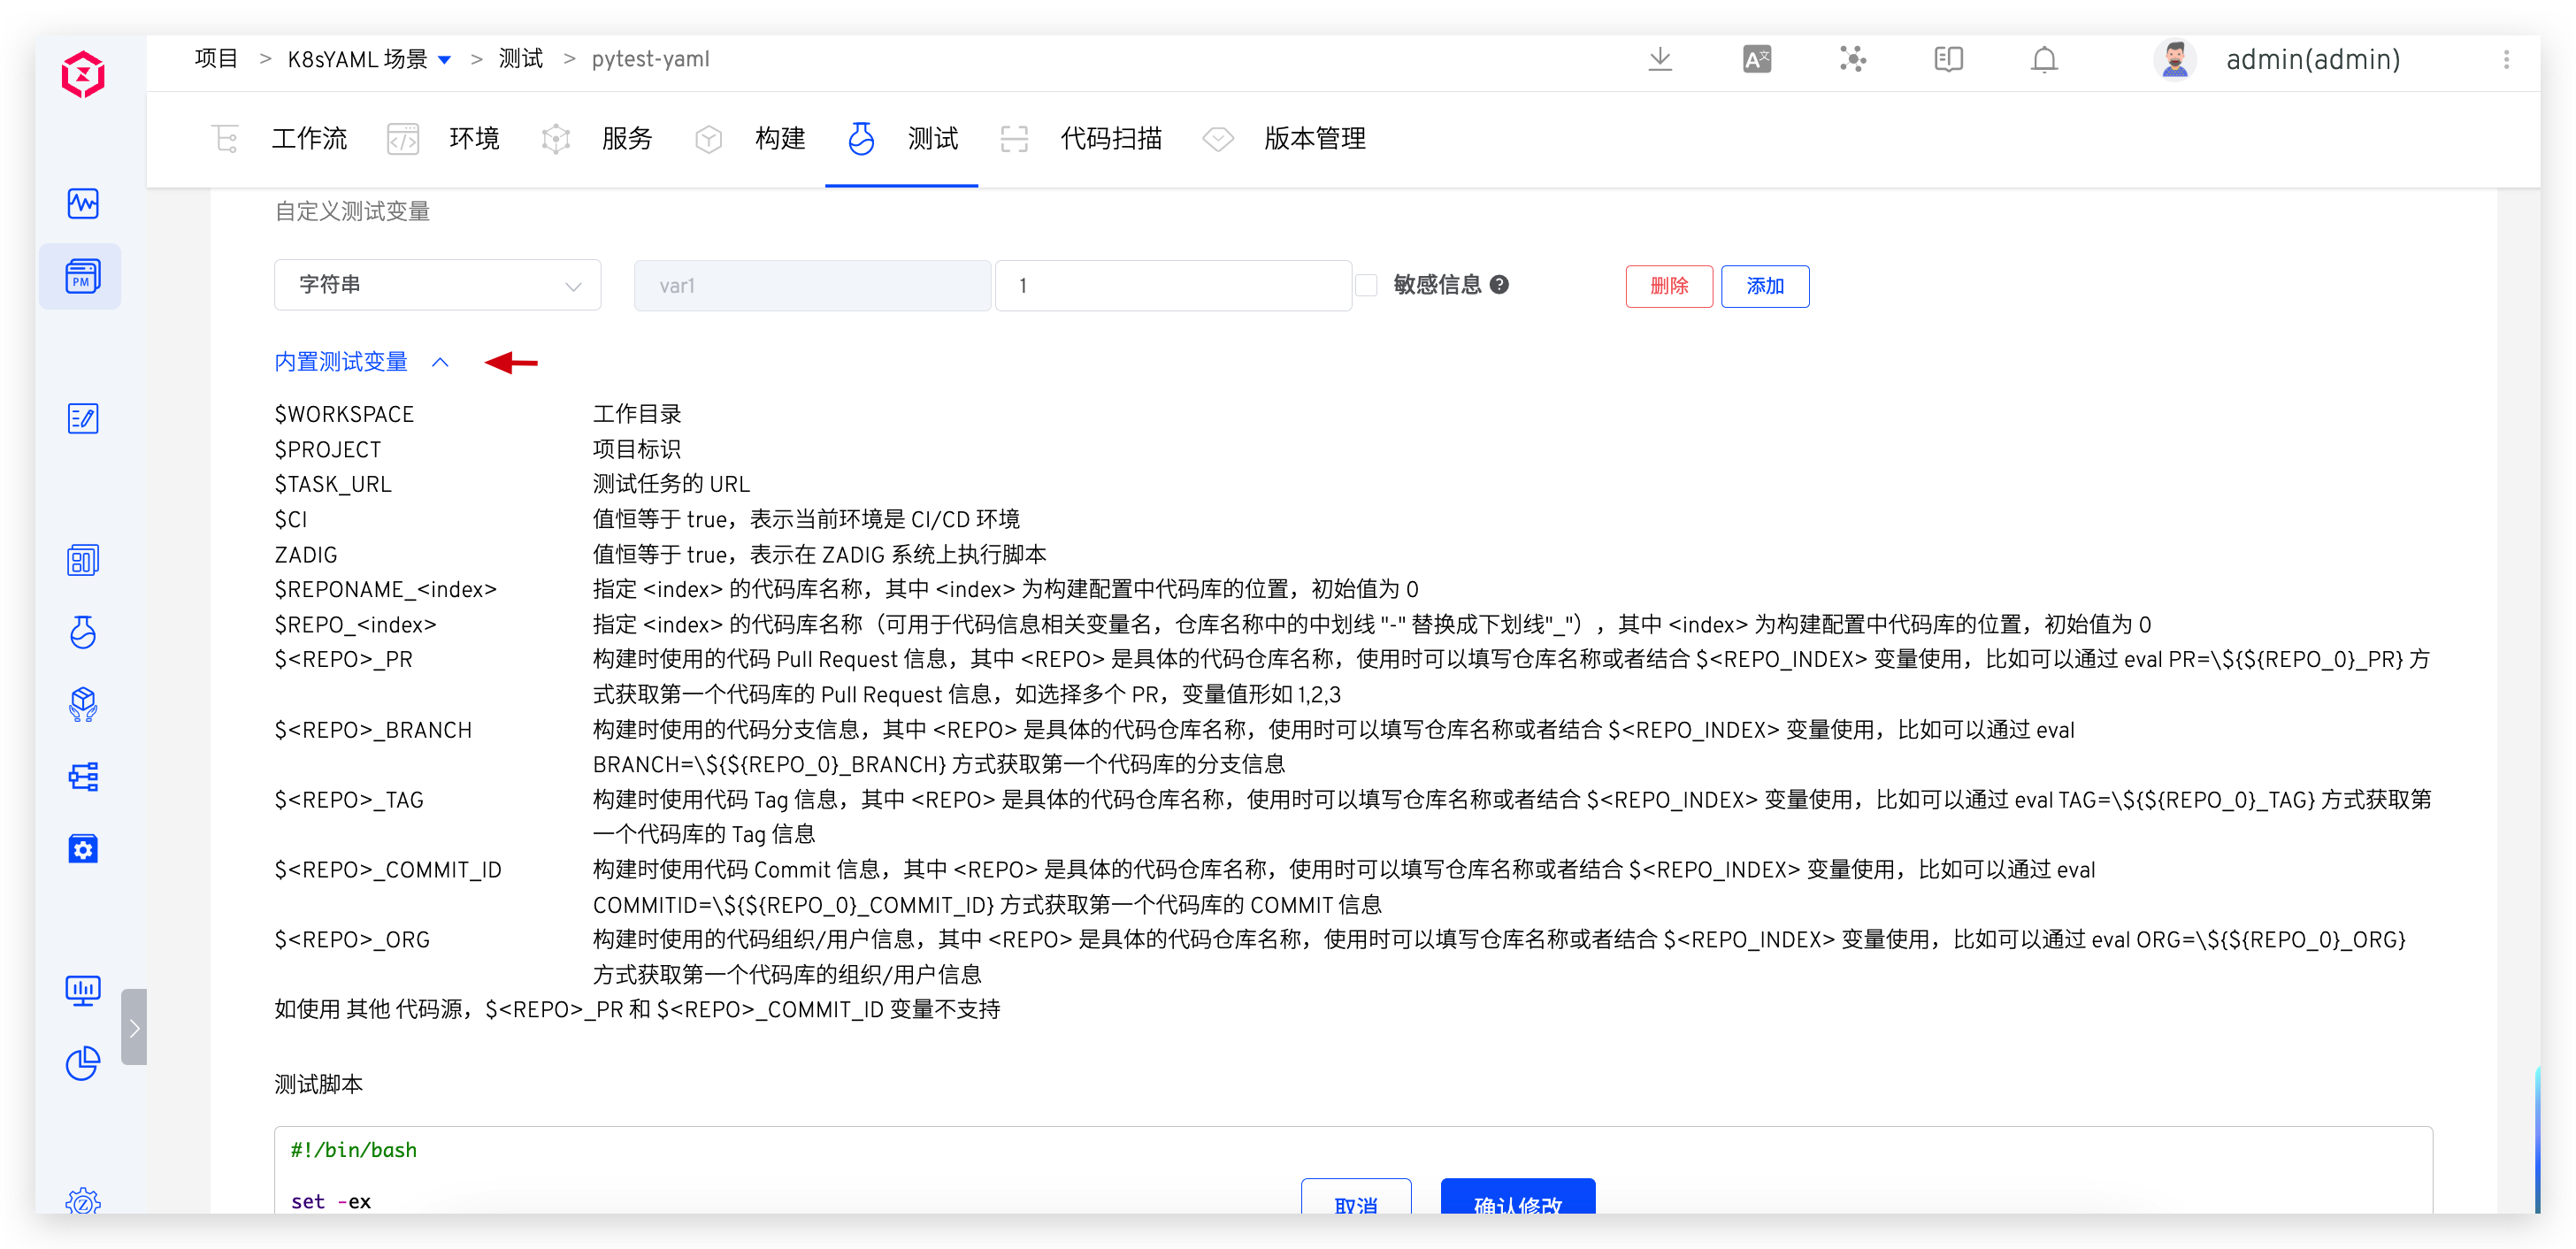 项目 > K8sYAML 场景 > 测试 > pytest-yaml
admin(admin)
工作流 环境 服务 构建 测试 代码扫描 版本管理
PM
自定义测试变量
字符串 var1 1 敏感信息 ? 删除 添加
内置测试变量
$WORKSPACE 工作目录
$PROJECT 项目标识
$TASK_URL 测试任务的 URL
$CI 值恒等于 true，表示当前环境是 CI/CD 环境
ZADIG 值恒等于 true，表示在 ZADIG 系统上执行脚本
$REPONAME_<index> 指定 <index> 的代码库名称，其中 <index> 为构建配置中代码库的位置，初始值为 0
$REPO_<index> 指定 <index> 的代码库名称（可用于代码信息相关变量名，仓库名称中的中划线 "-" 替换成下划线"_"），其中 <index> 为构建配置中代码库的位置，初始值为 0
$<REPO>_PR 构建时使用的代码 Pull Request 信息，其中 <REPO> 是具体的代码仓库名称，使用时可以填写仓库名称或者结合 $<REPO_INDEX> 变量使用，比如可以通过 eval PR=\${${REPO_0}_PR} 方
式获取第一个代码库的 Pull Request 信息，如选择多个 PR，变量值形如 1,2,3
$<REPO>_BRANCH 构建时使用的代码分支信息，其中 <REPO> 是具体的代码仓库名称，使用时可以填写仓库名称或者结合 $<REPO_INDEX> 变量使用，比如可以通过 eval
BRANCH=\${${REPO_0}_BRANCH} 方式获取第一个代码库的分支信息
$<REPO>_TAG 构建时使用代码 Tag 信息，其中 <REPO> 是具体的代码仓库名称，使用时可以填写仓库名称或者结合 $<REPO_INDEX> 变量使用，比如可以通过 eval TAG=\${${REPO_0}_TAG} 方式获取第
一个代码库的 Tag 信息
$<REPO>_COMMIT_ID 构建时使用代码 Commit 信息，其中 <REPO> 是具体的代码仓库名称，使用时可以填写仓库名称或者结合 $<REPO_INDEX> 变量使用，比如可以通过 eval
COMMITID=\${${REPO_0}_COMMIT_ID} 方式获取第一个代码库的 COMMIT 信息
$<REPO>_ORG 构建时使用的代码组织/用户信息，其中 <REPO> 是具体的代码仓库名称，使用时可以填写仓库名称或者结合 $<REPO_INDEX> 变量使用，比如可以通过 eval ORG=\${${REPO_0}_ORG}
方式获取第一个代码库的组织/用户信息
如使用 其他 代码源，$<REPO>_PR 和 $<REPO>_COMMIT_ID 变量不支持
测试脚本
#!/bin/bash
set -ex
取消 确认修改